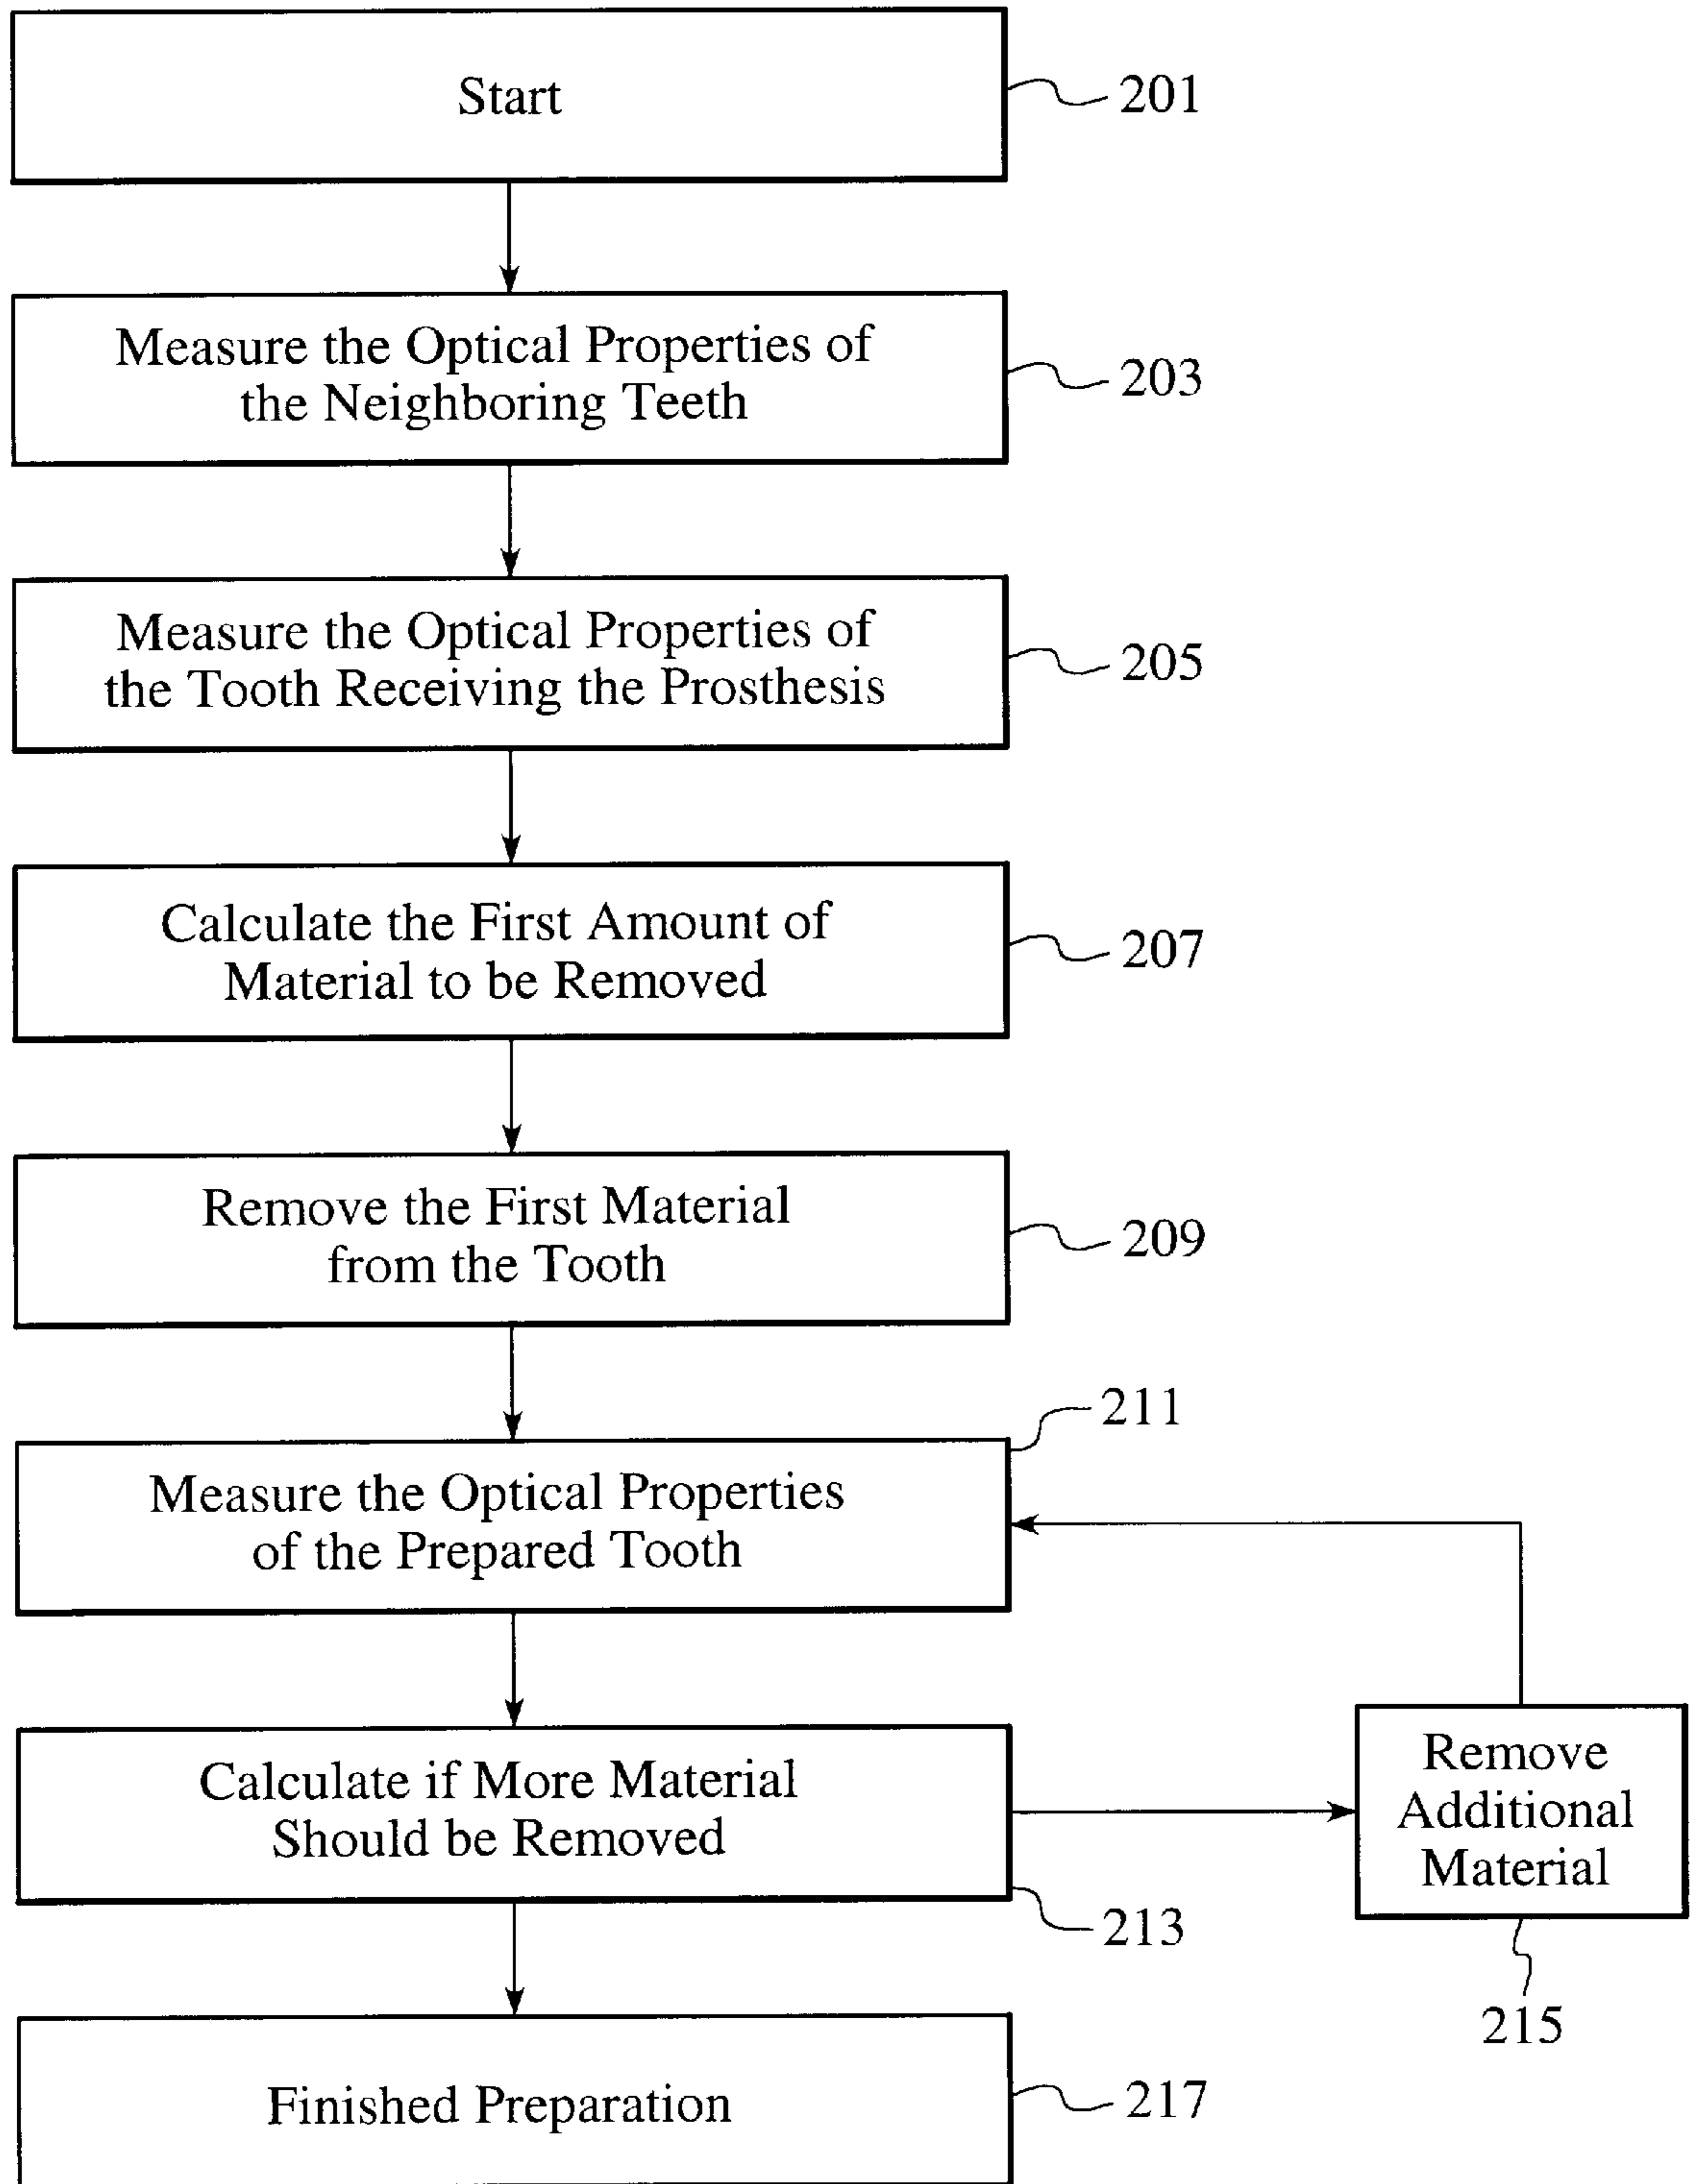 Start
201
Measure the Optical Properties of
the Neighboring Teeth
203
Measure the Optical Properties of
the Tooth Receiving the Prosthesis
205
Calculate the First Amount of
Material to be Removed
207
Remove the First Material
from the Tooth
209
211
Measure the Optical Properties
of the Prepared Tooth
Calculate if More Material
Should be Removed
213
Remove
Additional
Material
215
Finished Preparation
217